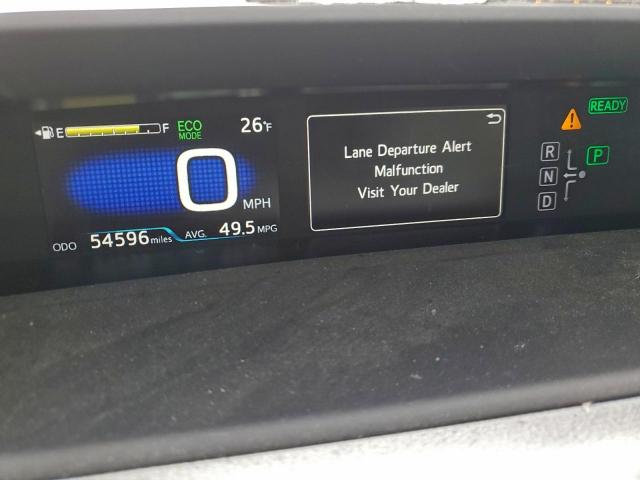 E F ECO MODE 26°F
0 MPH
ODO 54596 miles AVG. 49.5 MPG
Lane Departure Alert
Malfunction
Visit Your Dealer
READY
R
P
N
D